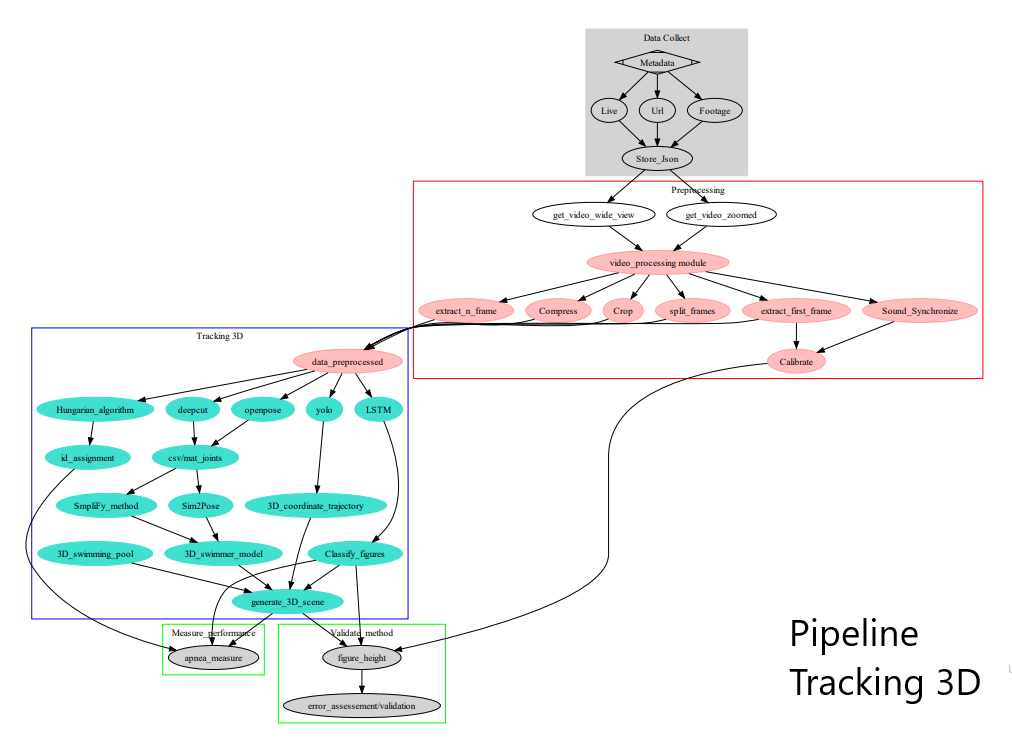 Data Collect
Metadata
Live Url Footage
Store_Json
Preprocessing
get_video_wide_view get_video_zoomed
video_processing module
extract_n_frame Compress Crop split_frames extract_first_frame Sound_Synchronize
Tracking 3D
data_preprocessed Calibrate
Hungarian_algorithm deepcut openpose yolo LSTM
id_assignment csv/mat_joints
SmpliFy_method Sim2Pose 3D_coordinate_trajectory
3D_swimming_pool 3D_swimmer_model Classify_figures
generate_3D_scene
Measure_performance Validate_method
apnea_measure figure_height
error_assessement/validation
Pipeline
Tracking 3D